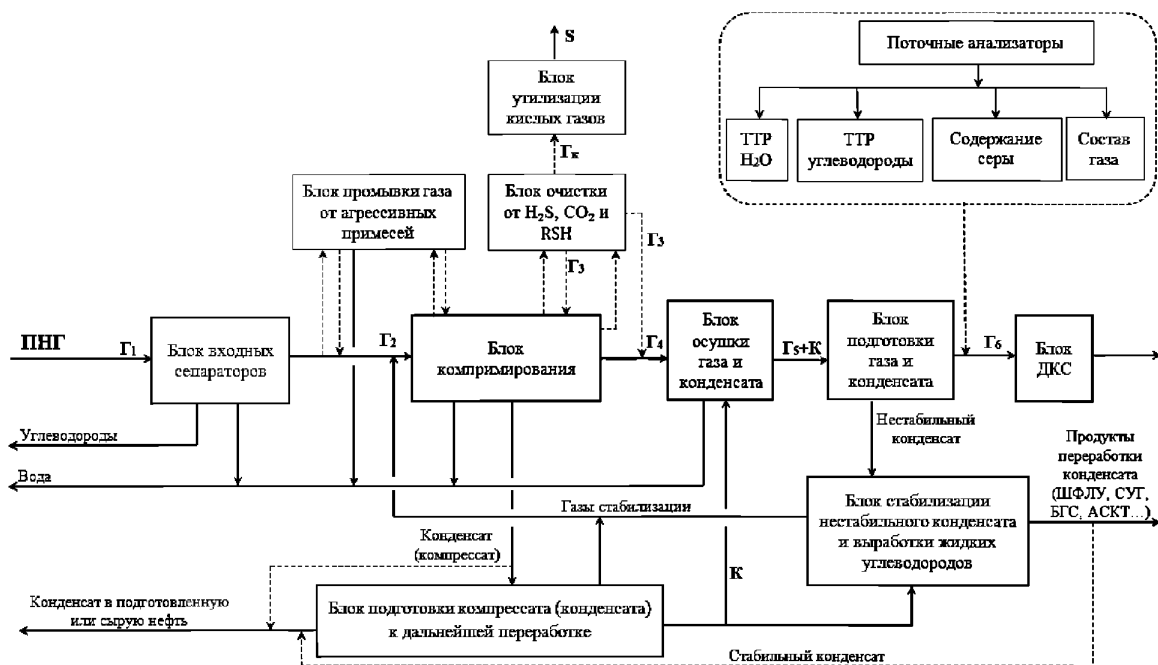 S
Блок
утилизации
кислых газов
Поточные анализаторы
ТТР
H₂O
ТТР
углеводороды
Содержание
серы
Состав
газа
Гк
Блок промывки газа
от агрессивных
примесей
Блок очистки
от H₂S, CO₂ и
RSH
Г₃
Г₃
ПНГ
Г₁
Блок входных
сепараторов
Г₂
Блок
компримирования
Г₄
Блок
осушки
газа и
конденсата
Г₅+К
Блок
подготовки
газа и
конденсата
Г₆
Блок
ДКС
Углеводороды
Вода
Нестабильный
конденсат
Продукты
переработки
конденсата
(ШФЛУ, СУГ,
БГС, АСКТ...)
Газы стабилизации
Блок стабилизации
нестабильного конденсата
и выработки жидких
углеводородов
Конденсат
(компрессат)
К
Конденсат в подготовленную
или сырую нефть
Блок подготовки компрессата (конденсата)
к дальнейшей переработке
Стабильный конденсат